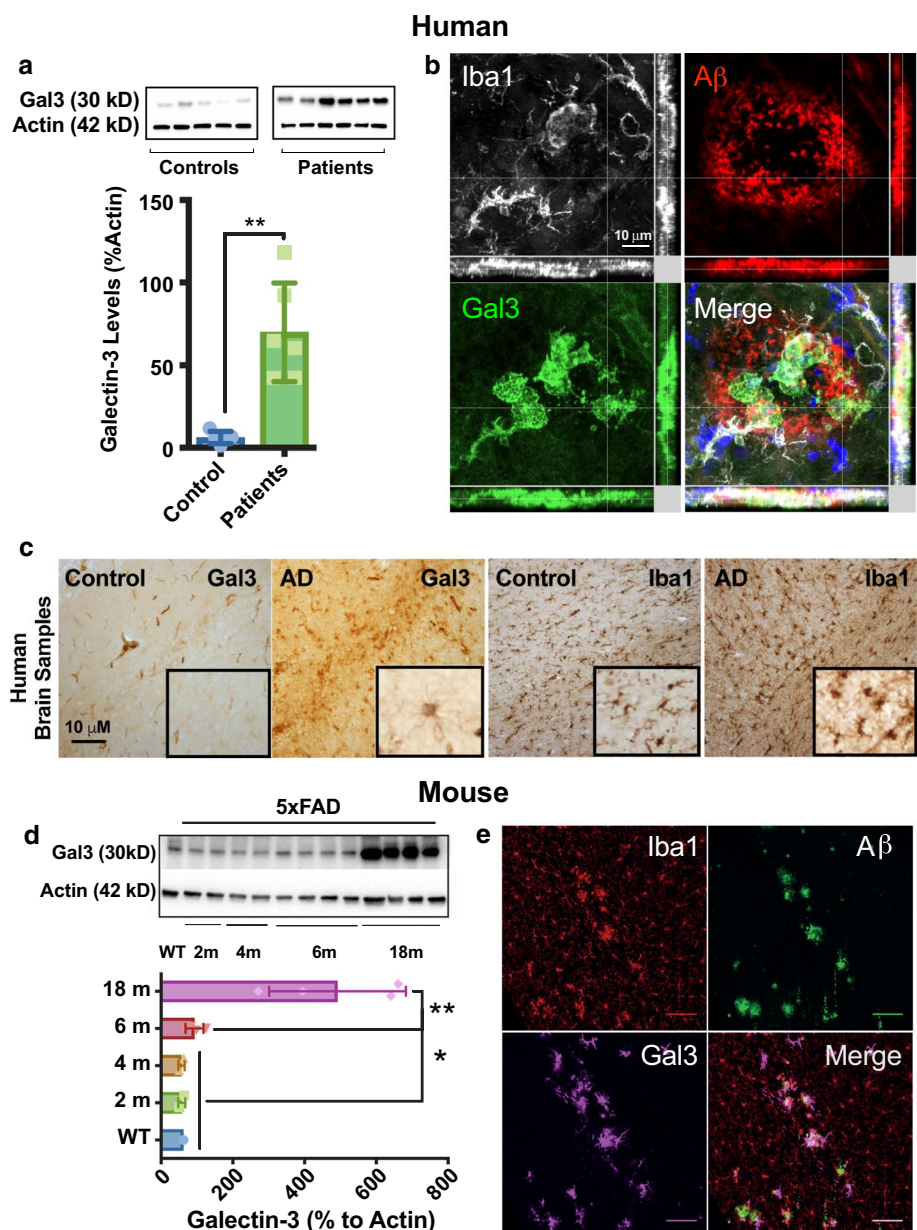 Human
a
Gal3 (30 kD)
Actin (42 kD)
Controls
Patients
Galectin-3 Levels (%Actin)
150
100
50
0
**
Control
Patients
b
Iba1
Aβ
10 μm
Gal3
Merge
c
Human
Brain Samples
Control
Gal3
10 μM
AD
Gal3
Control
Iba1
AD
Iba1
Mouse
d
5xFAD
Gal3 (30kD)
Actin (42 kD)
WT 2m 4m 6m 18m
18 m
6 m
4 m
2 m
WT
**
*
0
200
400
600
800
Galectin-3 (% to Actin)
e
Iba1
Aβ
Gal3
Merge